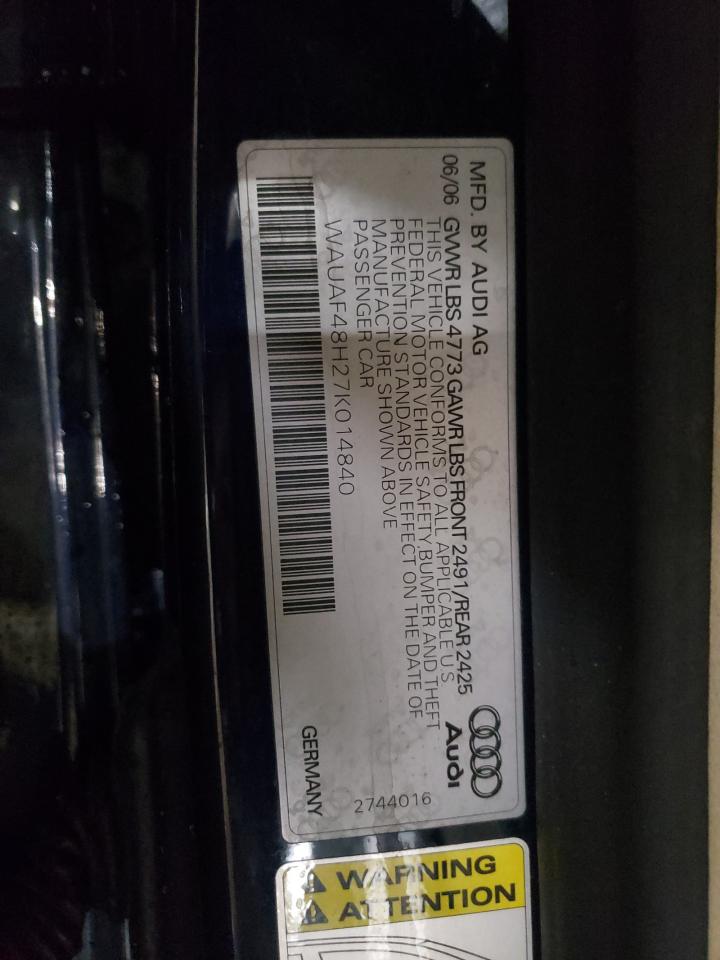 MFD. BY AUDI AG
06/06 GVWR LBS 4773 GAWR LBS FRONT 2491/REAR 2425
THIS VEHICLE CONFORMS TO ALL APPLICABLE U S
FEDERAL MOTOR VEHICLE SAFETY, BUMPER AND THEFT
PREVENTION STANDARDS IN EFFECT ON THE DATE OF
MANUFACTURE SHOWN ABOVE
PASSENGER CAR
WAUAF48H27K014840
Audi
2744016
GERMANY
WARNING
ATTENTION